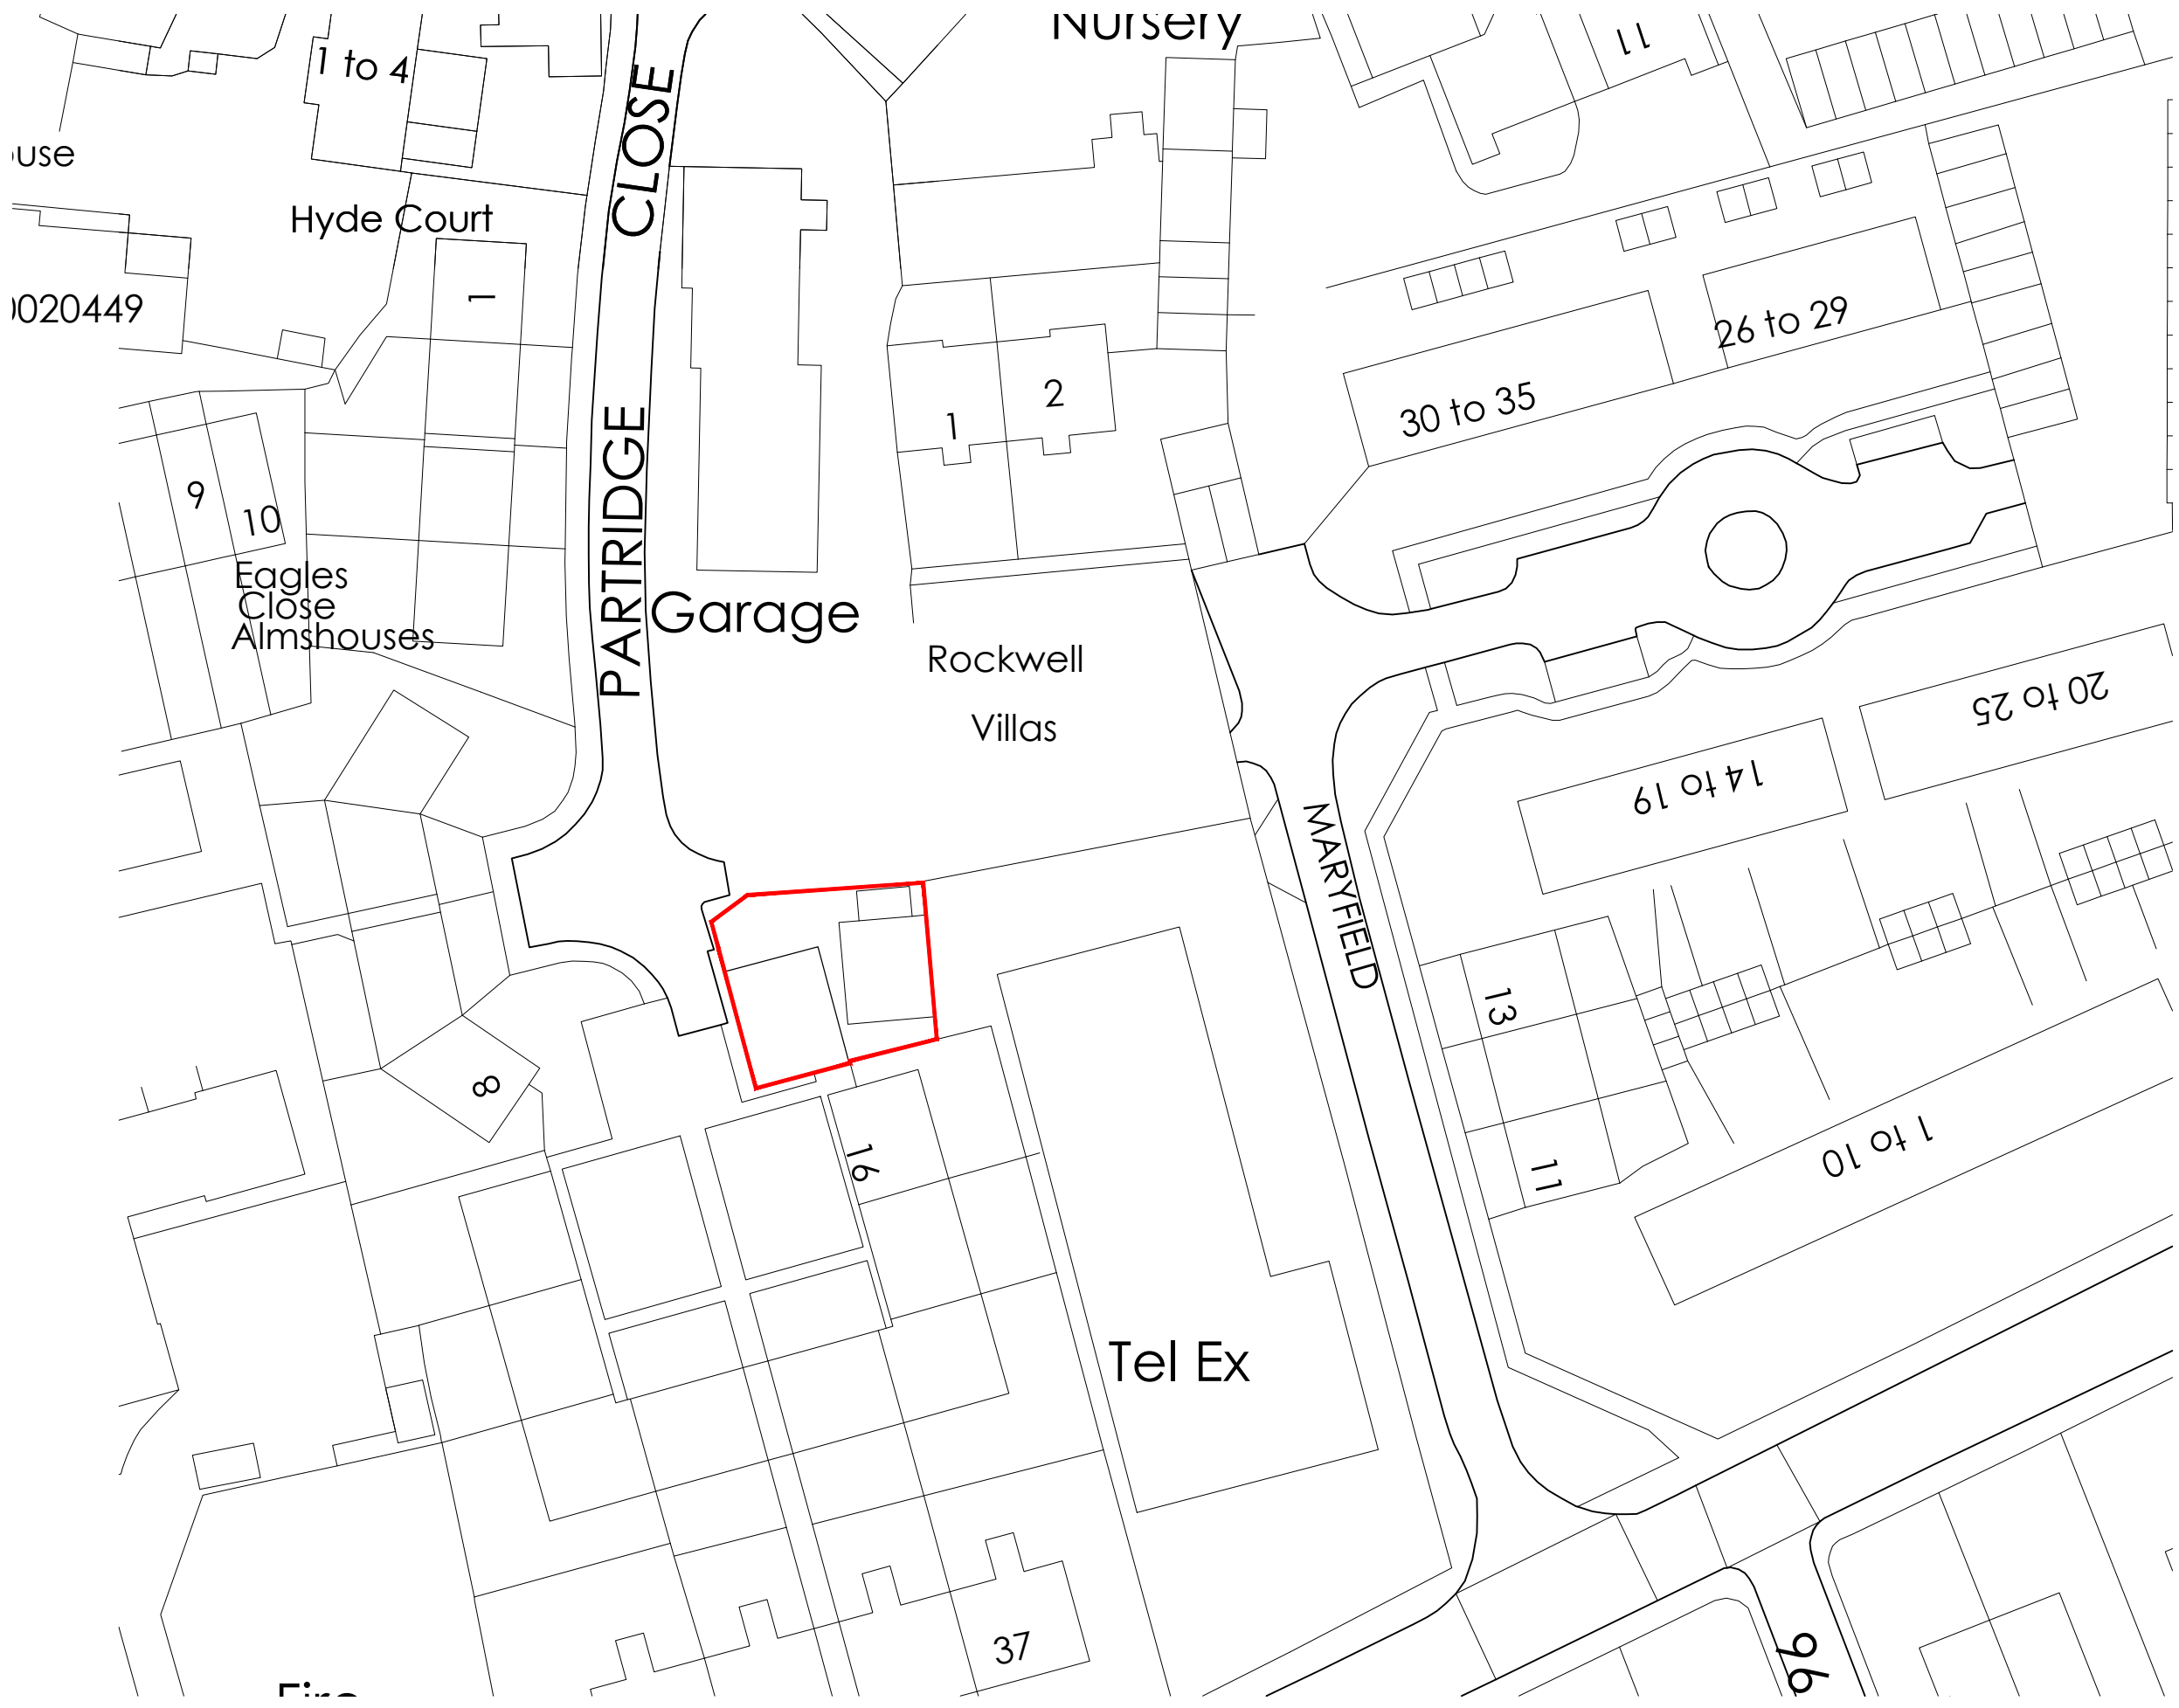 Nursery
11
1 to 4
CLOSE
Hyde Court
1
26 to 29
2
30 to 35
1
9
10
PARTRIDGE
Eagles
Close
Almshouses
Garage
Rockwell
Villas
20 to 25
14 to 19
MARYFIELD
13
8
16
1 to 10
11
Tel Ex
37
96